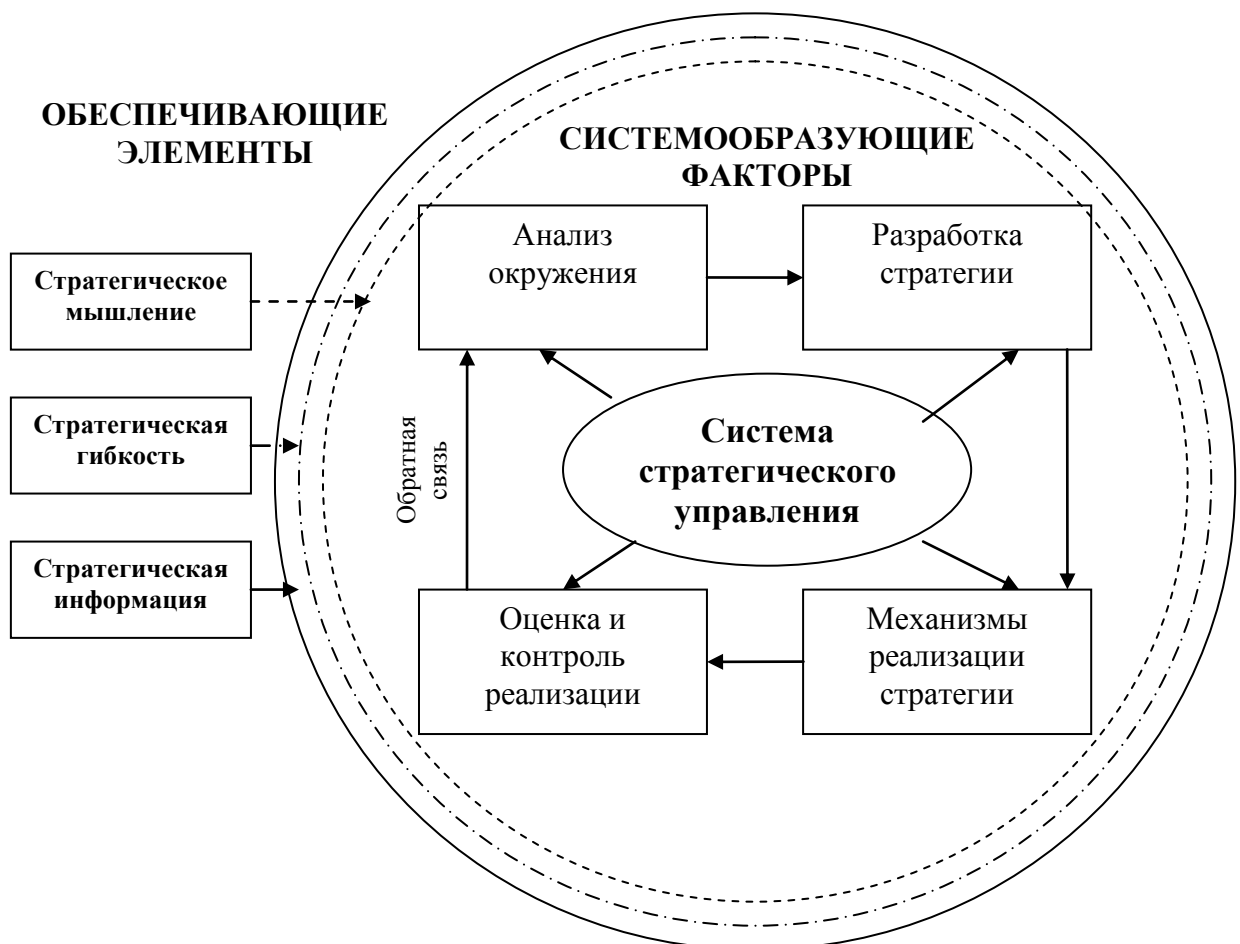 ОБЕСПЕЧИВАЮЩИЕ
ЭЛЕМЕНТЫ
СИСТЕМООБРАЗУЮЩИЕ
ФАКТОРЫ
Стратегическое
мышление
Стратегическая
гибкость
Стратегическая
информация
Анализ
окружения
Разработка
стратегии
Обратная
связь
Система
стратегического
управления
Оценка и
контроль
реализации
Механизмы
реализации
стратегии